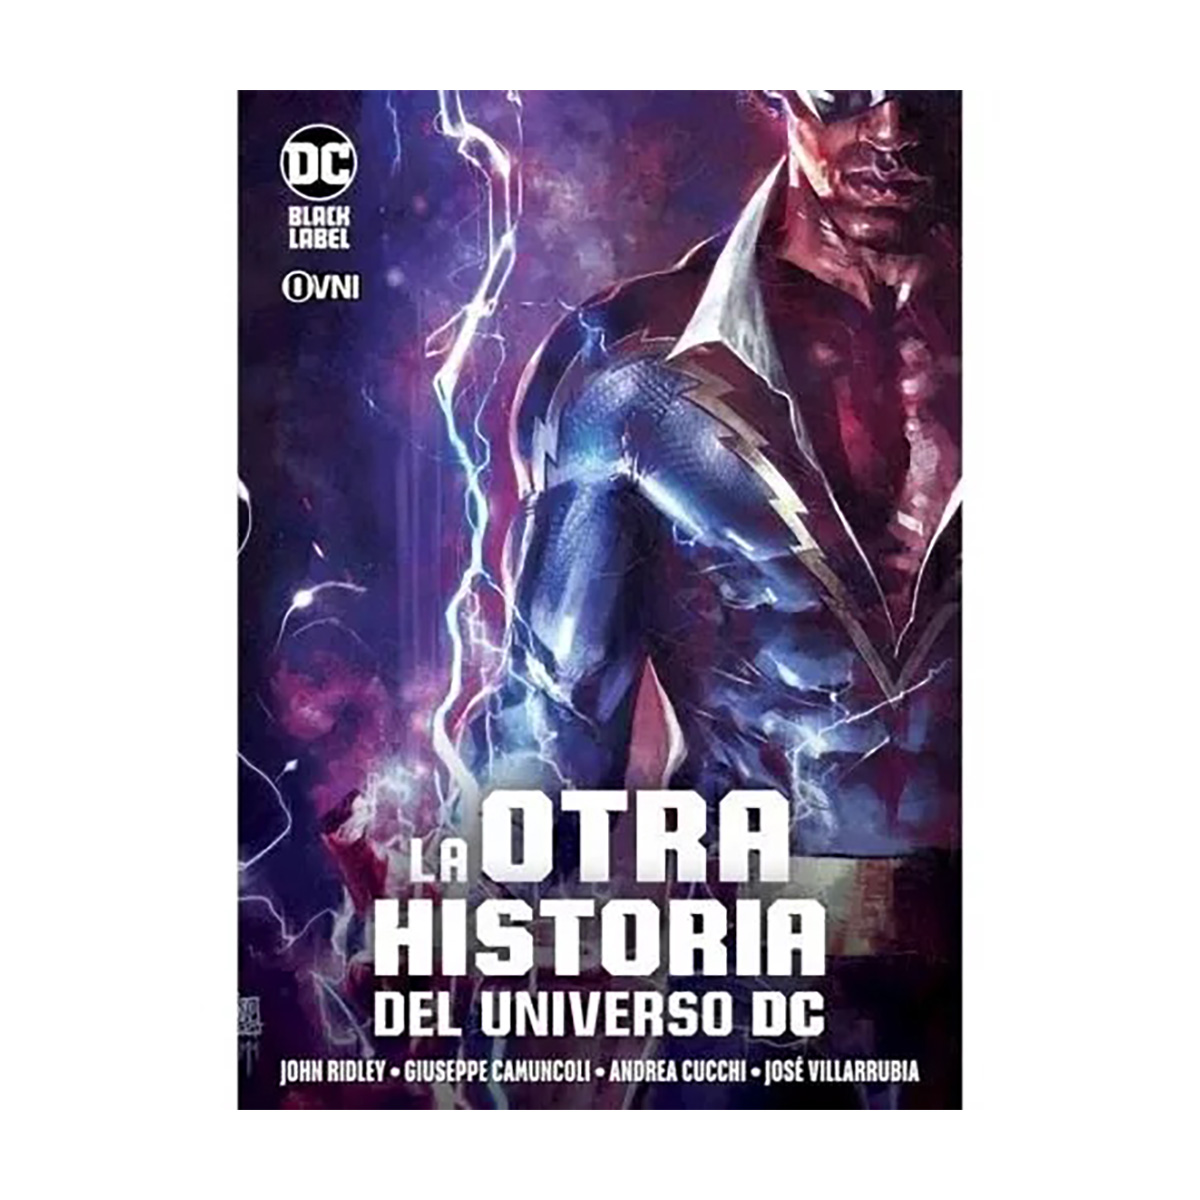 DC
BLACK
LABEL
OVNI
LA OTRA
HISTORIA
DEL UNIVERSO DC
JOHN RIDLEY • GIUSEPPE CAMUNCOLI • ANDREA CUCCHI • JOSÉ VILLARRUBIA